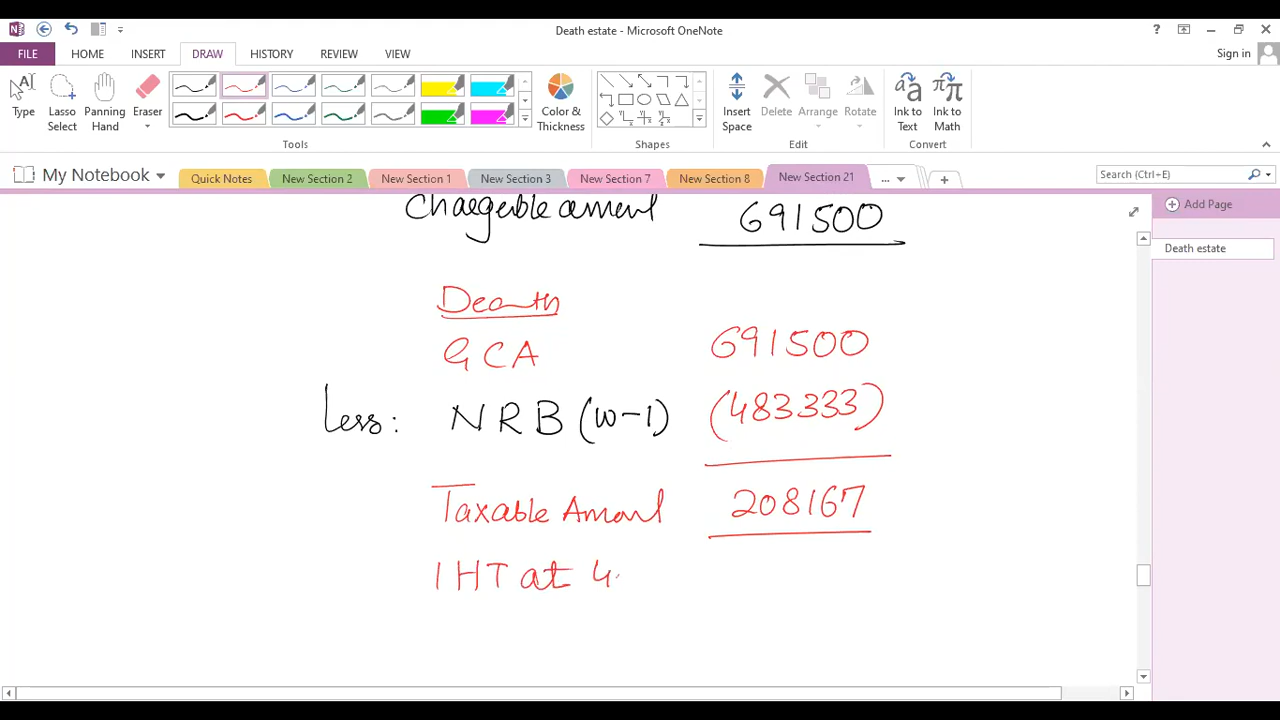 Death estate - Microsoft OneNote
Sign in
FILE HOME INSERT DRAW HISTORY REVIEW VIEW
Type
Lasso Select
Panning Hand
Eraser
Color & Thickness
Insert Space
Delete
Arrange
Rotate
Ink to Text
Ink to Math
Tools
Shapes
Edit
Convert
My Notebook
Quick Notes
New Section 2
New Section 1
New Section 3
New Section 7
New Section 8
New Section 21
...
Search (Ctrl+E)
Add Page
Death estate
Chargerble amount 691500
Death
GCA 691500
Less: NRB (W-1) (483333)
Taxable Amount 208167
IHT at 4